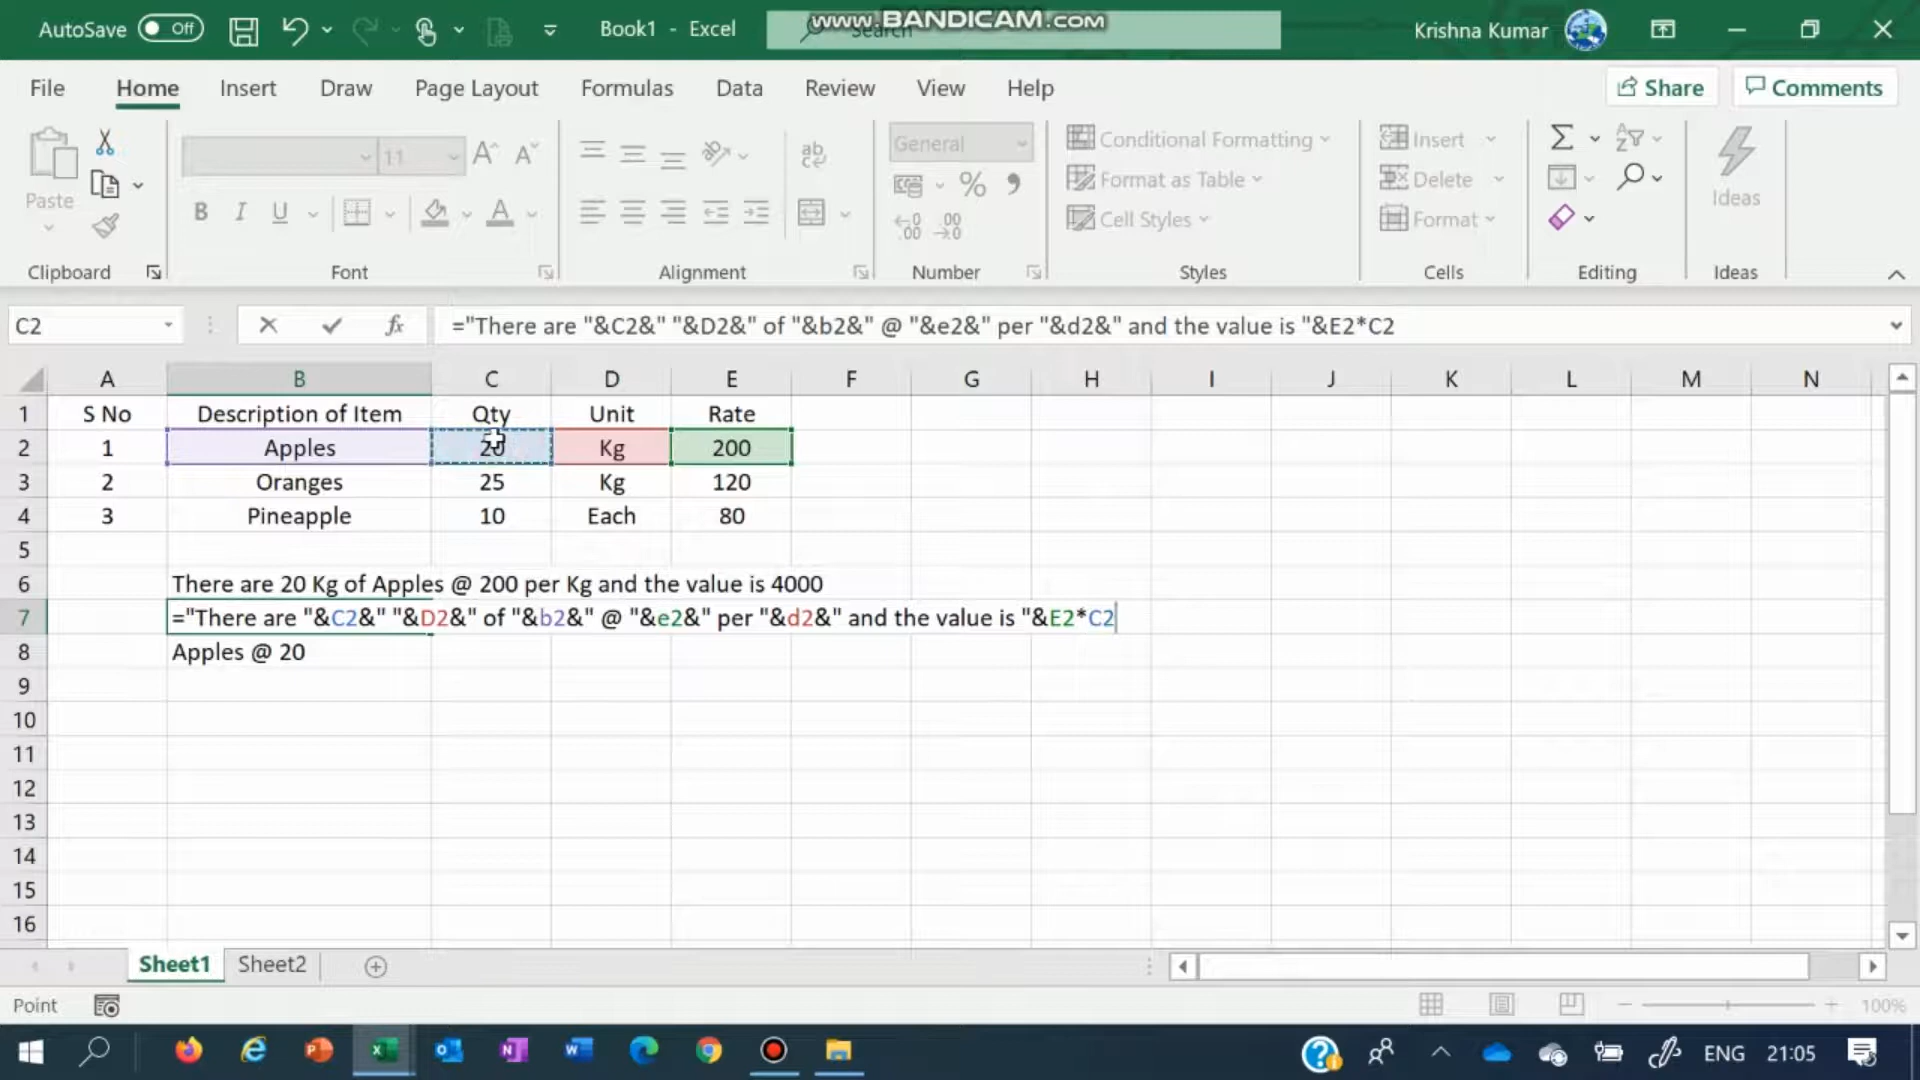 AutoSave Off Book1 - Excel Search Krishna Kumar
www.BANDICAM.com
File Home Insert Draw Page Layout Formulas Data Review View Help Share Comments
Paste 11 General Conditional Formatting Insert Ideas
Format as Table Delete
B I U Cell Styles Format
Clipboard Font Alignment Number Styles Cells Editing Ideas
C2 fx ="There are "&C2&" "&D2&" of "&b2&" @ "&e2&" per "&d2&" and the value is "&E2*C2
A B C D E F G H I J K L M N
1 S No Description of Item Qty Unit Rate
2 1 Apples 20 Kg 200
3 2 Oranges 25 Kg 120
4 3 Pineapple 10 Each 80
5
6 There are 20 Kg of Apples @ 200 per Kg and the value is 4000
7 ="There are "&C2&" "&D2&" of "&b2&" @ "&e2&" per "&d2&" and the value is "&E2*C2
8 Apples @ 20
9
10
11
12
13
14
15
16
Sheet1 Sheet2
Point 100%
ENG 21:05